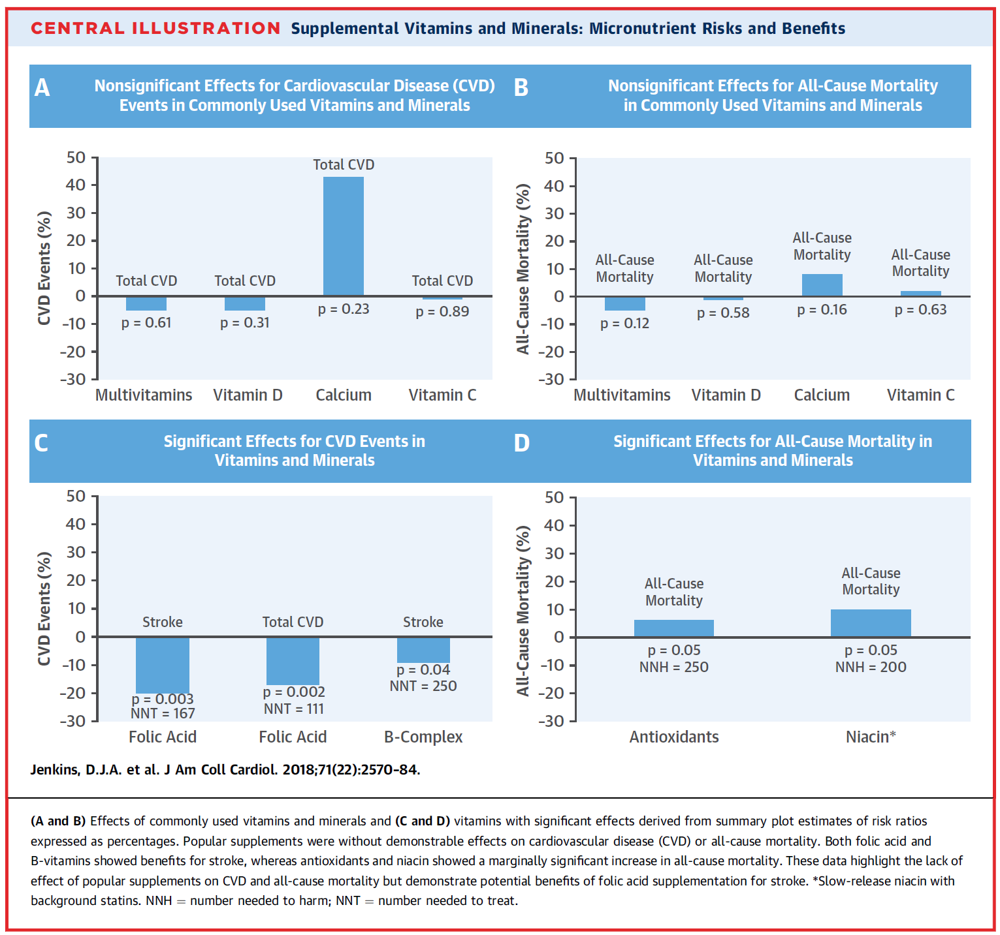 CENTRAL ILLUSTRATION Supplemental Vitamins and Minerals: Micronutrient Risks and Benefits
A
Nonsignificant Effects for Cardiovascular Disease (CVD)
Events in Commonly Used Vitamins and Minerals
B
Nonsignificant Effects for All-Cause Mortality
in Commonly Used Vitamins and Minerals
CVD Events (%)
50
40
30
20
10
0
–10
–20
–30
Total CVD
p = 0.61
Multivitamins
Total CVD
p = 0.31
Vitamin D
Total CVD
p = 0.23
Calcium
Total CVD
p = 0.89
Vitamin C
All-Cause Mortality (%)
50
40
30
20
10
0
–10
–20
–30
All-Cause
Mortality
p = 0.12
Multivitamins
All-Cause
Mortality
p = 0.58
Vitamin D
All-Cause
Mortality
p = 0.16
Calcium
All-Cause
Mortality
p = 0.63
Vitamin C
C
Significant Effects for CVD Events in
Vitamins and Minerals
D
Significant Effects for All-Cause Mortality in
Vitamins and Minerals
CVD Events (%)
50
40
30
20
10
0
–10
–20
–30
Stroke
p = 0.003
NNT = 167
Folic Acid
Total CVD
p = 0.002
NNT = 111
Folic Acid
Stroke
p = 0.04
NNT = 250
B-Complex
All-Cause Mortality (%)
50
40
30
20
10
0
–10
–20
–30
All-Cause
Mortality
p = 0.05
NNH = 250
Antioxidants
All-Cause
Mortality
p = 0.05
NNH = 200
Niacin*
Jenkins, D.J.A. et al. J Am Coll Cardiol. 2018;71(22):2570–84.
(A and B) Effects of commonly used vitamins and minerals and (C and D) vitamins with significant effects derived from summary plot estimates of risk ratios
expressed as percentages. Popular supplements were without demonstrable effects on cardiovascular disease (CVD) or all-cause mortality. Both folic acid and
B-vitamins showed benefits for stroke, whereas antioxidants and niacin showed a marginally significant increase in all-cause mortality. These data highlight the lack of
effect of popular supplements on CVD and all-cause mortality but demonstrate potential benefits of folic acid supplementation for stroke. *Slow-release niacin with
background statins. NNH = number needed to harm; NNT = number needed to treat.